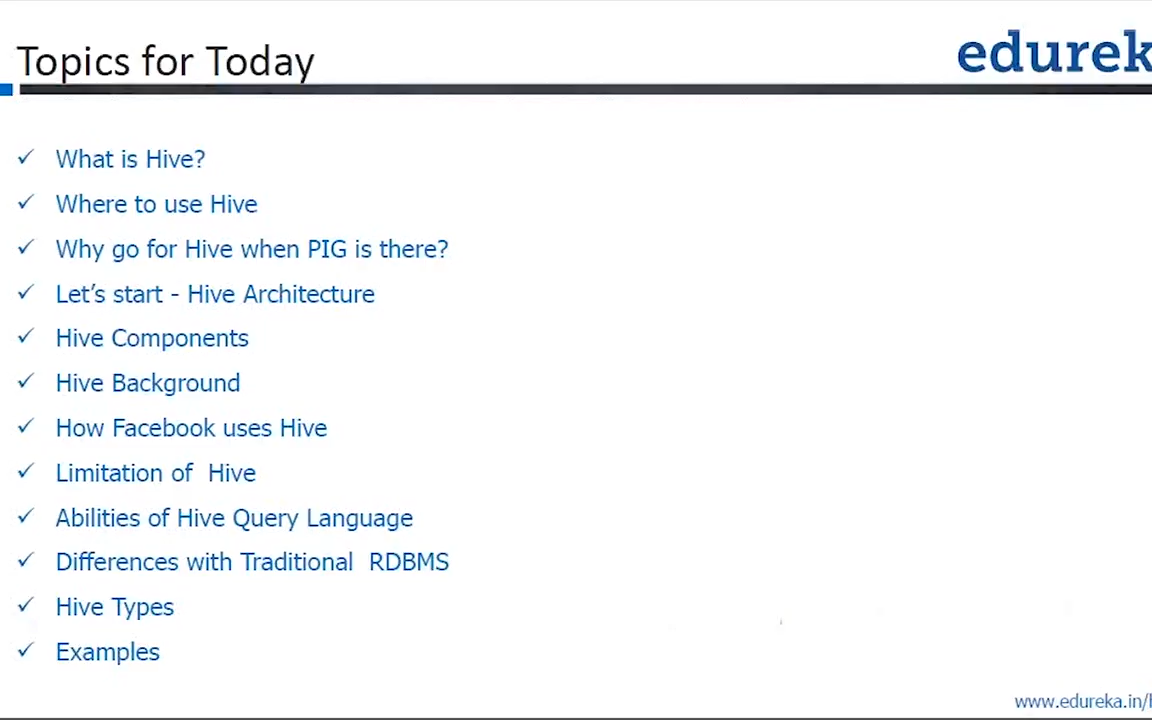 Topics for Today
edurek
What is Hive?
Where to use Hive
Why go for Hive when PIG is there?
Let's start - Hive Architecture
Hive Components
Hive Background
How Facebook uses Hive
Limitation of  Hive
Abilities of Hive Query Language
Differences with Traditional  RDBMS
Hive Types
Examples
www.edureka.in/h